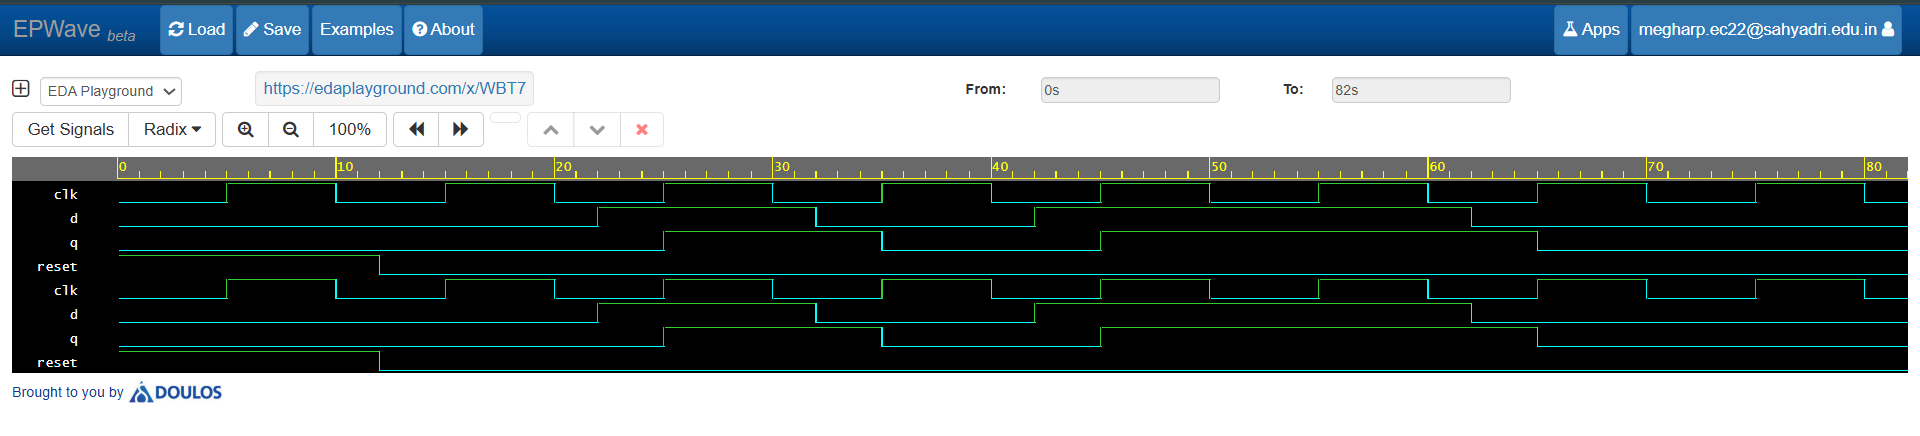 EPWave beta Load Save Examples About Apps megharp.ec22@sahyadri.edu.in
EDA Playground https://edaplayground.com/x/WBT7 From: 0s To: 82s
Get Signals Radix 100%
0 10 20 30 40 50 60 70 80
clk
d
q
reset
clk
d
q
reset
Brought to you by DOULOS